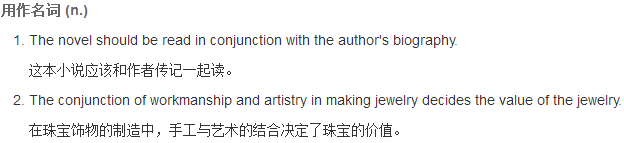 用作名词 (n.)
1. The novel should be read in conjunction with the author's biography.
这本小说应该和作者传记一起读。
2. The conjunction of workmanship and artistry in making jewelry decides the value of the jewelry.
在珠宝饰物的制造中，手工与艺术的结合决定了珠宝的价值。